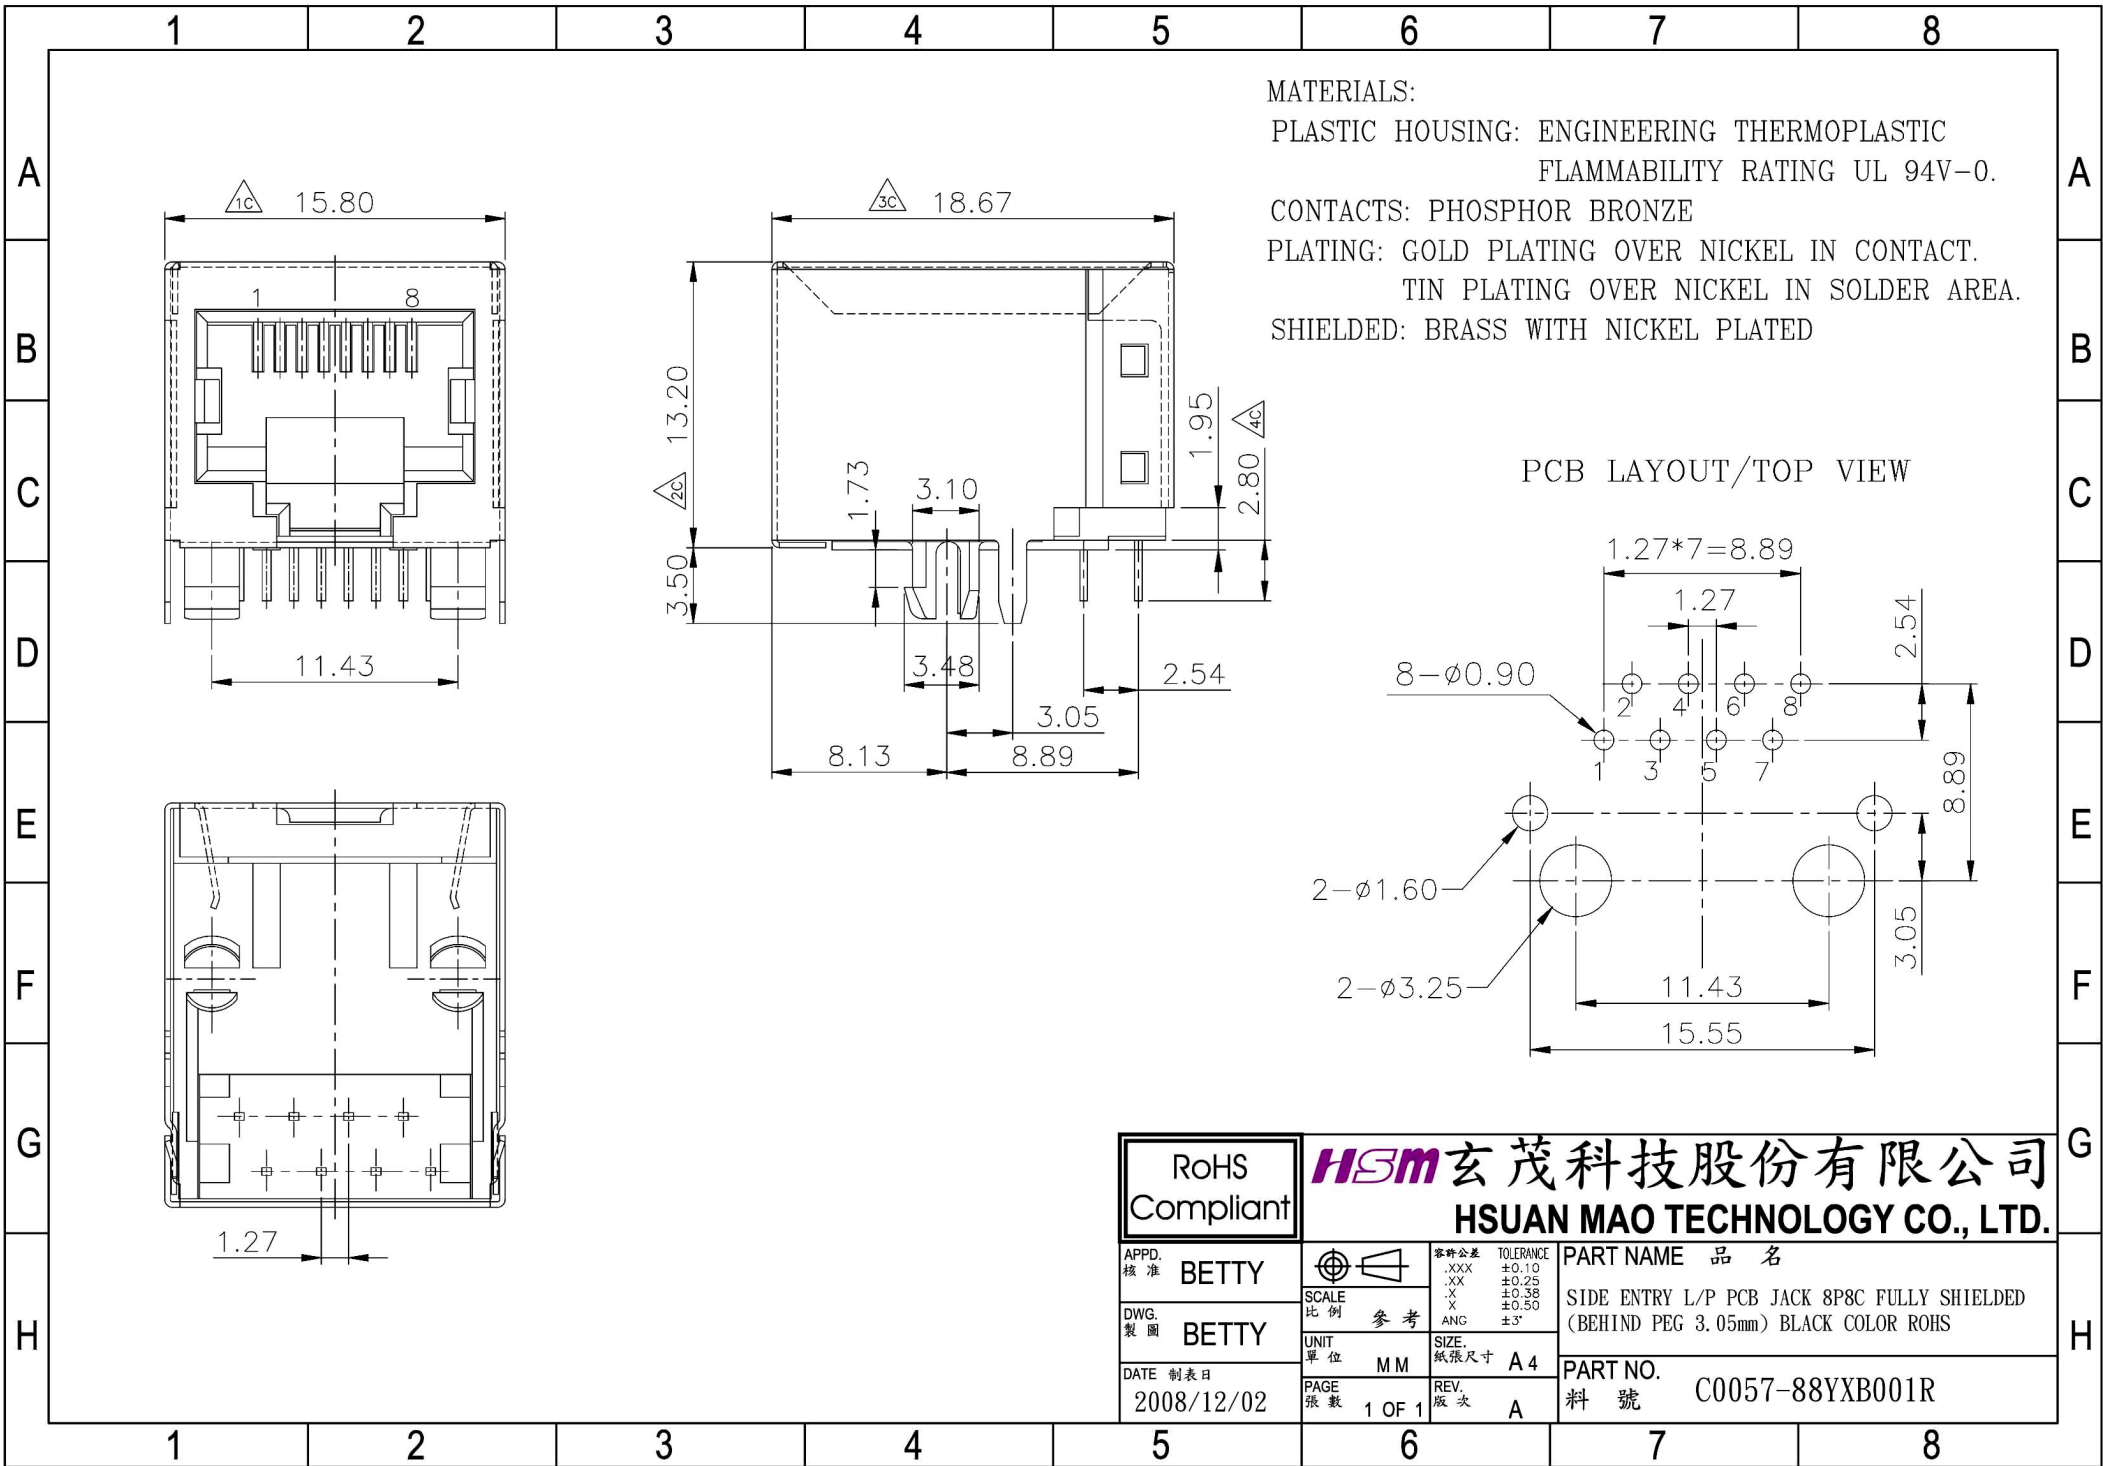 1 2 3 4 5 6 7 8
A
B
C
D
E
F
G
H
A
B
C
D
E
F
G
H
MATERIALS:
PLASTIC HOUSING: ENGINEERING THERMOPLASTIC
FLAMMABILITY RATING UL 94V-0.
CONTACTS: PHOSPHOR BRONZE
PLATING: GOLD PLATING OVER NICKEL IN CONTACT.
TIN PLATING OVER NICKEL IN SOLDER AREA.
SHIELDED: BRASS WITH NICKEL PLATED
1C 15.80
1 8
11.43
3C 18.67
2C 13.20
3.50
1.73
3.10
1.95
2.80 4C
3.48
2.54
3.05
8.13
8.89
1.27
PCB LAYOUT/TOP VIEW
1.27*7=8.89
1.27
2.54
8-ø0.90
2 4 6 8
1 3 5 7
8.89
2-ø1.60
3.05
2-ø3.25
11.43
15.55
RoHS
Compliant
HSM 玄茂科技股份有限公司
HSUAN MAO TECHNOLOGY CO., LTD.
APPD.
核准 BETTY
DWG.
製圖 BETTY
DATE 制表日
2008/12/02
SCALE
比例 參考
UNIT
單位 MM
PAGE
張數 1 OF 1
容許公差 TOLERANCE
.XXX ±0.10
.XX ±0.25
.X ±0.38
X ±0.50
ANG ±3°
SIZE.
紙張尺寸 A4
REV.
版次 A
PART NAME 品名
SIDE ENTRY L/P PCB JACK 8P8C FULLY SHIELDED
(BEHIND PEG 3.05mm) BLACK COLOR ROHS
PART NO.
料號 C0057-88YXB001R
1 2 3 4 5 6 7 8